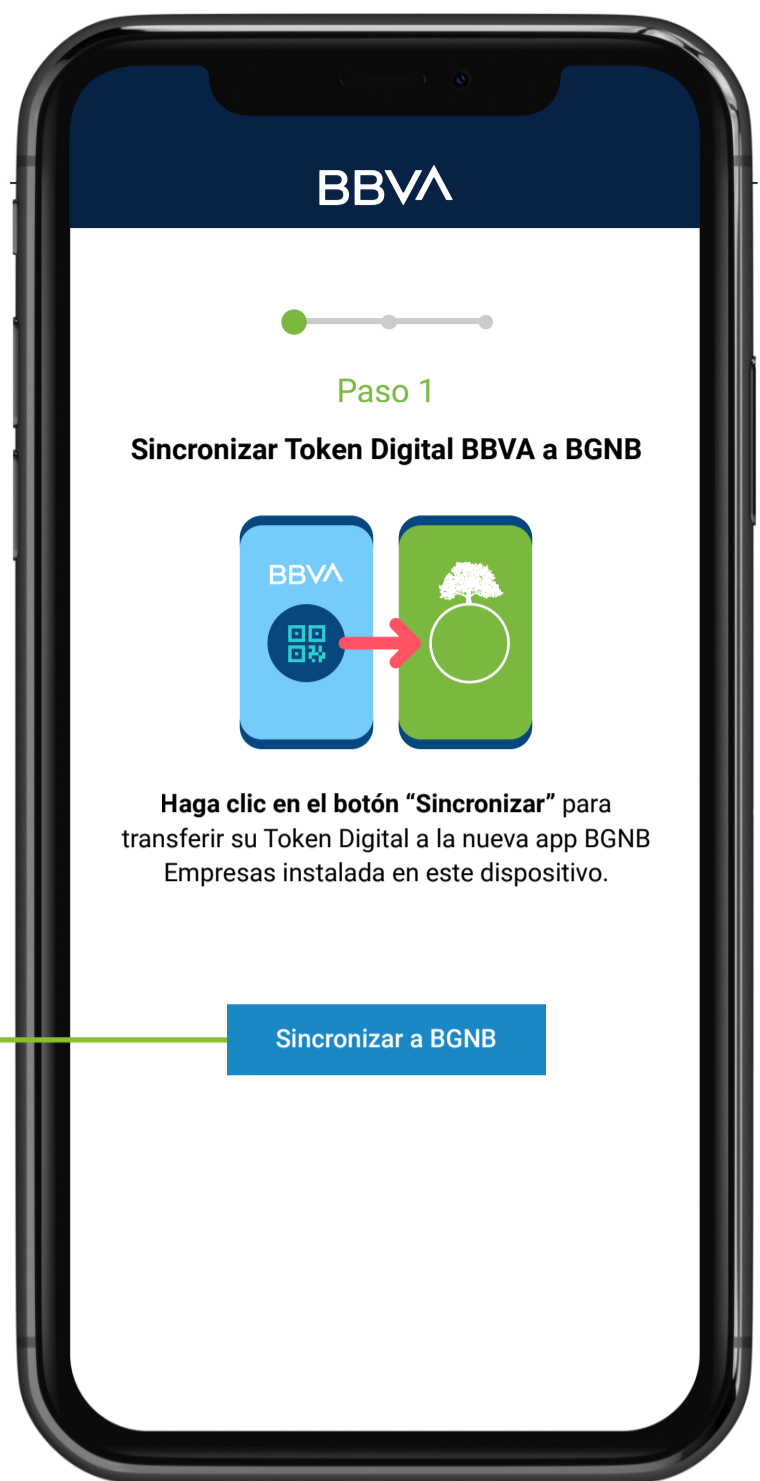 BBVA
Paso 1
Sincronizar Token Digital BBVA a BGNB
BBVA
Haga clic en el botón “Sincronizar” para
transferir su Token Digital a la nueva app BGNB
Empresas instalada en este dispositivo.
Sincronizar a BGNB